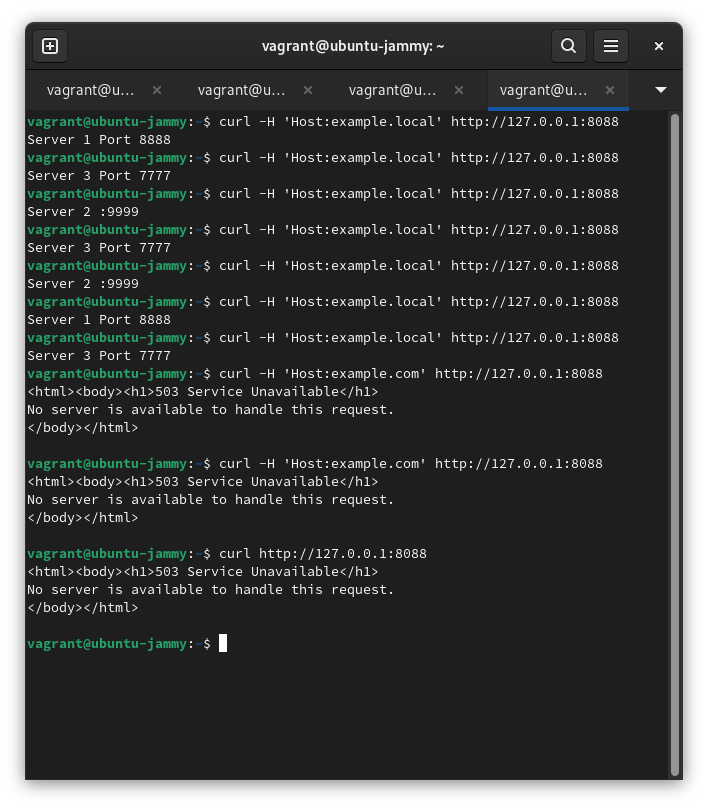 vagrant@ubuntu-jammy: ~
vagrant@u... vagrant@u... vagrant@u... vagrant@u...
vagrant@ubuntu-jammy:~$ curl -H 'Host:example.local' http://127.0.0.1:8088
Server 1 Port 8888
vagrant@ubuntu-jammy:~$ curl -H 'Host:example.local' http://127.0.0.1:8088
Server 3 Port 7777
vagrant@ubuntu-jammy:~$ curl -H 'Host:example.local' http://127.0.0.1:8088
Server 2 :9999
vagrant@ubuntu-jammy:~$ curl -H 'Host:example.local' http://127.0.0.1:8088
Server 3 Port 7777
vagrant@ubuntu-jammy:~$ curl -H 'Host:example.local' http://127.0.0.1:8088
Server 2 :9999
vagrant@ubuntu-jammy:~$ curl -H 'Host:example.local' http://127.0.0.1:8088
Server 1 Port 8888
vagrant@ubuntu-jammy:~$ curl -H 'Host:example.local' http://127.0.0.1:8088
Server 3 Port 7777
vagrant@ubuntu-jammy:~$ curl -H 'Host:example.com' http://127.0.0.1:8088
<html><body><h1>503 Service Unavailable</h1>
No server is available to handle this request.
</body></html>
vagrant@ubuntu-jammy:~$ curl -H 'Host:example.com' http://127.0.0.1:8088
<html><body><h1>503 Service Unavailable</h1>
No server is available to handle this request.
</body></html>
vagrant@ubuntu-jammy:~$ curl http://127.0.0.1:8088
<html><body><h1>503 Service Unavailable</h1>
No server is available to handle this request.
</body></html>
vagrant@ubuntu-jammy:~$